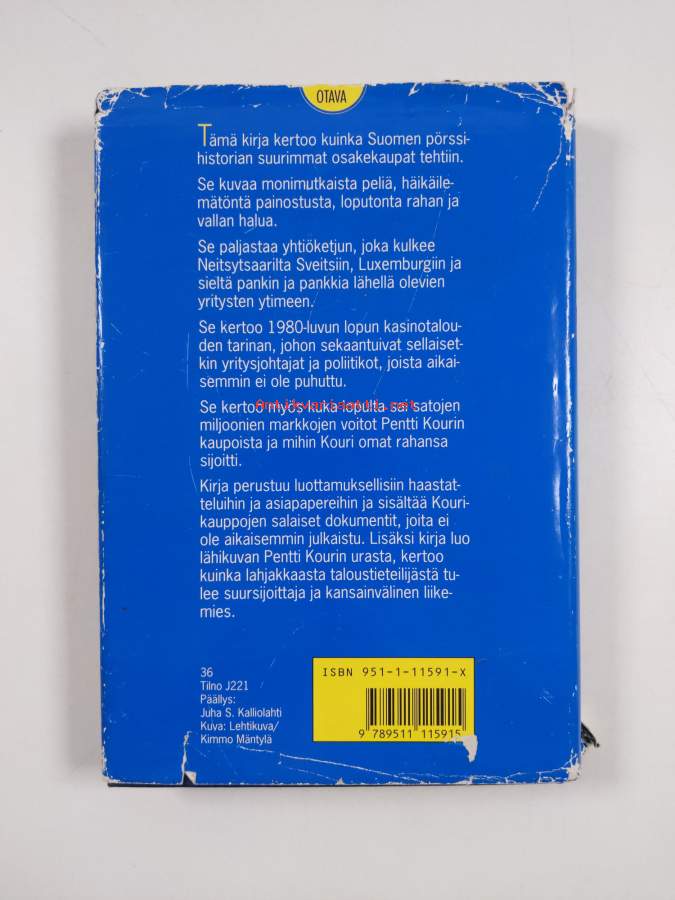 OTAVA
Tämä kirja kertoo kuinka Suomen pörssi-
historian suurimmat osakekaupat tehtiin.
Se kuvaa monimutkaista peliä, häikäile-
mätöntä painostusta, loputonta rahan ja
vallan halua.
Se paljastaa yhtiöketjun, joka kulkee
Neitsytsaarilta Sveitsiin, Luxemburgiin ja
sieltä pankin ja pankkia lähellä olevien
yritysten ytimeen.
Se kertoo 1980-luvun lopun kasinotalou-
den tarinan, johon sekaantuivat sellaiset-
kin yritysjohtajat ja poliitikot, joista aikai-
semmin ei ole puhuttu.
Antikvariaatti.net
Se kertoo myös kuka lopulta sai satojen
miljoonien markkojen voitot Pentti Kourin
kaupoista ja mihin Kouri omat rahansa
sijoitti.
Kirja perustuu luottamuksellisiin haastat-
teluihin ja asiapapereihin ja sisältää Kouri-
kauppojen salaiset dokumentit, joita ei
ole aikaisemmin julkaistu. Lisäksi kirja luo
lähikuvan Pentti Kourin urasta, kertoo
kuinka lahjakkaasta taloustieteilijästä tu-
lee suursijoittaja ja kansainvälinen liike-
mies.
36
Tilno J221
Päällys:
Juha S. Kalliolahti
Kuva: Lehtikuva/
Kimmo Mäntylä
ISBN 951-1-11591-X
9 789511 115915